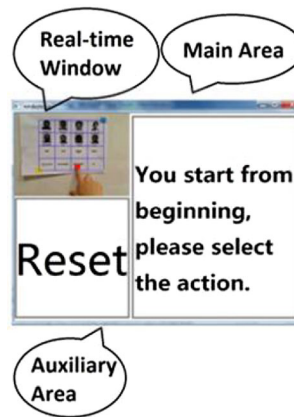 Real-time
Window
Main Area
You start from
beginning,
please select
the action.
Reset
Auxiliary
Area